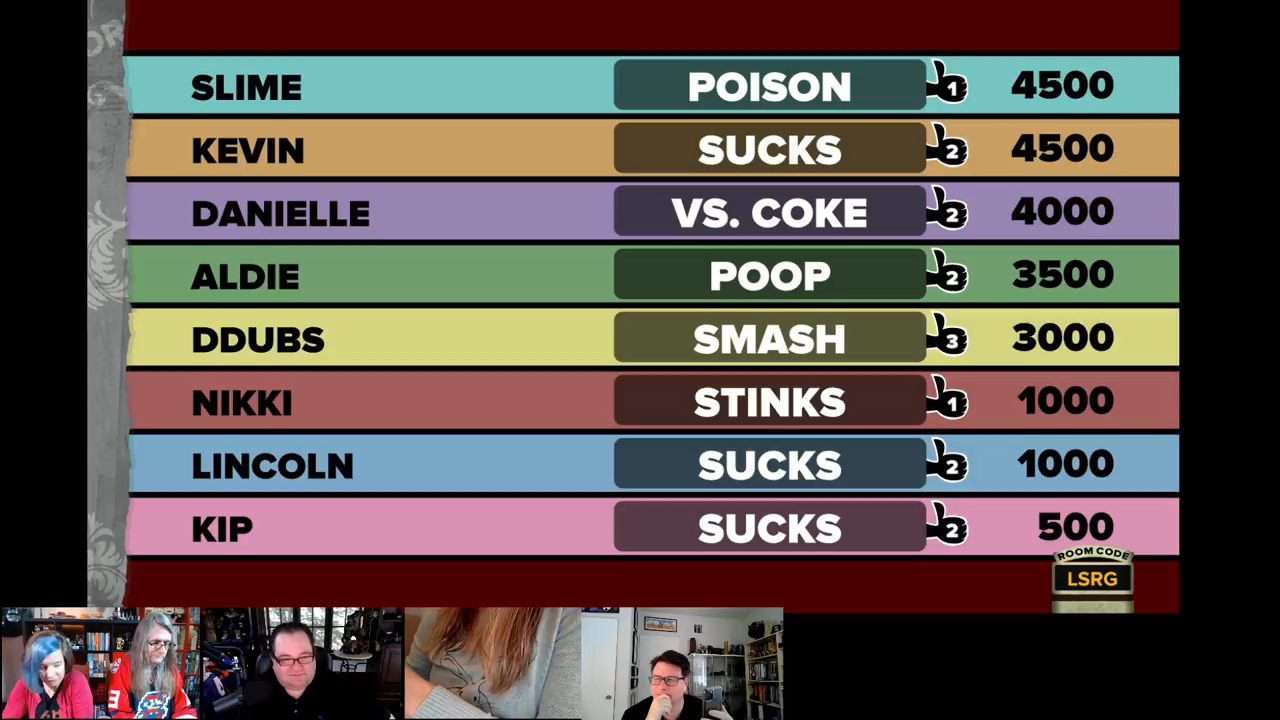 SLIME POISON 1 4500
KEVIN SUCKS 2 4500
DANIELLE VS. COKE 2 4000
ALDIE POOP 2 3500
DDUBS SMASH 3 3000
NIKKI STINKS 1 1000
LINCOLN SUCKS 2 1000
KIP SUCKS 2 500
ROOM CODE
LSRG